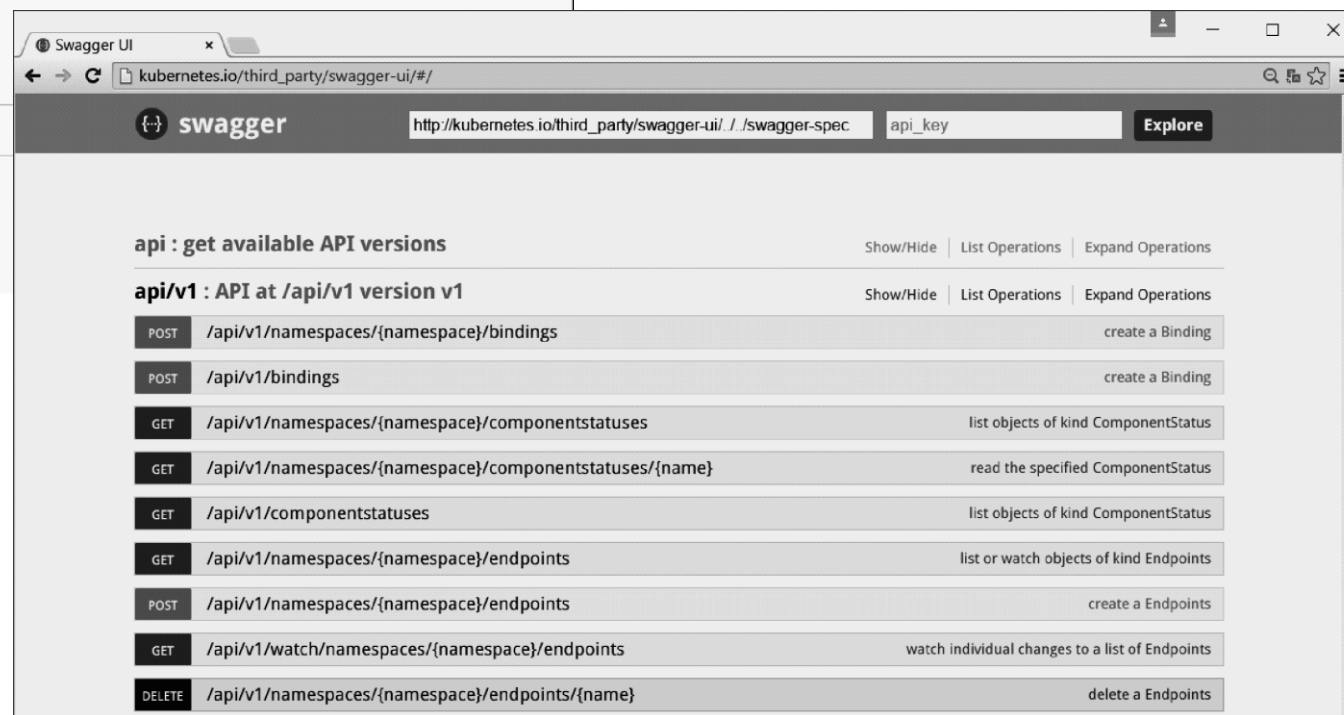 Swagger UI
kubernetes.io/third_party/swagger-ui/#/
{···} swagger http://kubernetes.io/third_party/swagger-ui/../../swagger-spec api_key Explore
api : get available API versions Show/Hide List Operations Expand Operations
api/v1 : API at /api/v1 version v1 Show/Hide List Operations Expand Operations
POST /api/v1/namespaces/{namespace}/bindings create a Binding
POST /api/v1/bindings create a Binding
GET /api/v1/namespaces/{namespace}/componentstatuses list objects of kind ComponentStatus
GET /api/v1/namespaces/{namespace}/componentstatuses/{name} read the specified ComponentStatus
GET /api/v1/componentstatuses list objects of kind ComponentStatus
GET /api/v1/namespaces/{namespace}/endpoints list or watch objects of kind Endpoints
POST /api/v1/namespaces/{namespace}/endpoints create a Endpoints
GET /api/v1/watch/namespaces/{namespace}/endpoints watch individual changes to a list of Endpoints
DELETE /api/v1/namespaces/{namespace}/endpoints/{name} delete a Endpoints